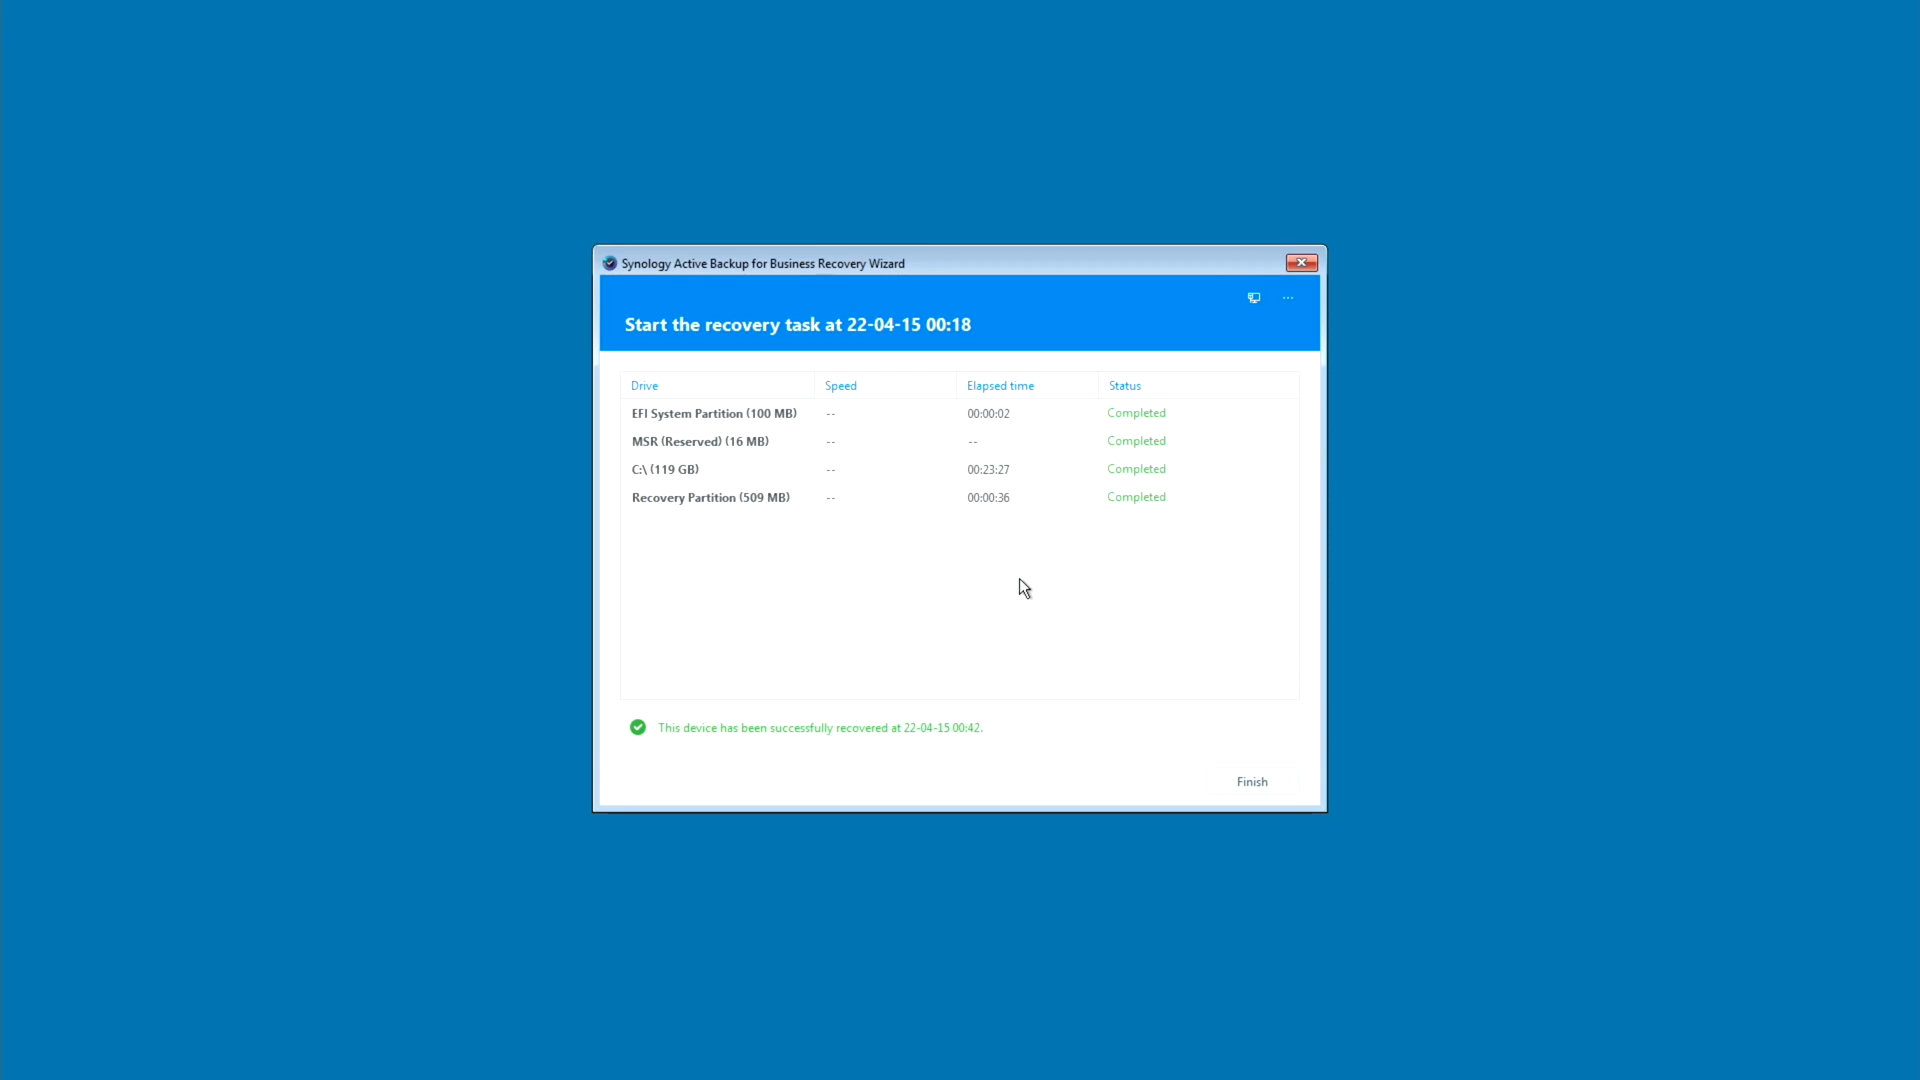 Synology Active Backup for Business Recovery Wizard
Start the recovery task at 22-04-15 00:18
Drive Speed Elapsed time Status
EFI System Partition (100 MB) -- 00:00:02 Completed
MSR (Reserved) (16 MB) -- -- Completed
C:\ (119 GB) -- 00:23:27 Completed
Recovery Partition (509 MB) -- 00:00:36 Completed
This device has been successfully recovered at 22-04-15 00:42.
Finish